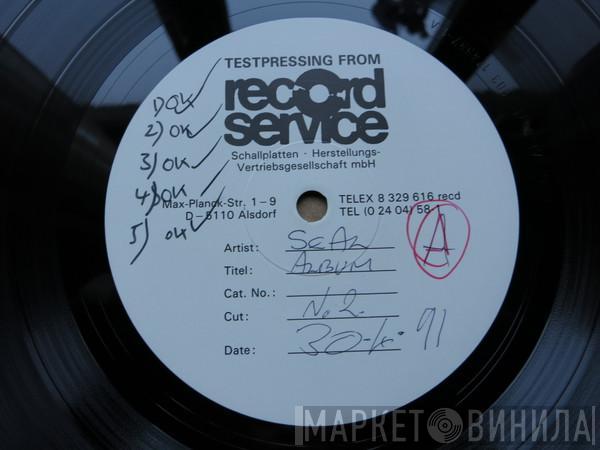 TESTPRESSING FROM
record
service
Schallplatten · Herstellungs-
Vertriebsgesellschaft mbH
Max-Planck-Str. 1-9
D-5110 Alsdorf
TELEX 8 329 616 recd
TEL (0 24 04) 58-1
1) OK
2) OK
3) OK
4) OK
5) OK
Artist: SEAL
Titel: ALBUM
Cat. No.:
Cut: No. 2.
Date: 30-4-91
A
МАРКЕТ ВИНИЛА